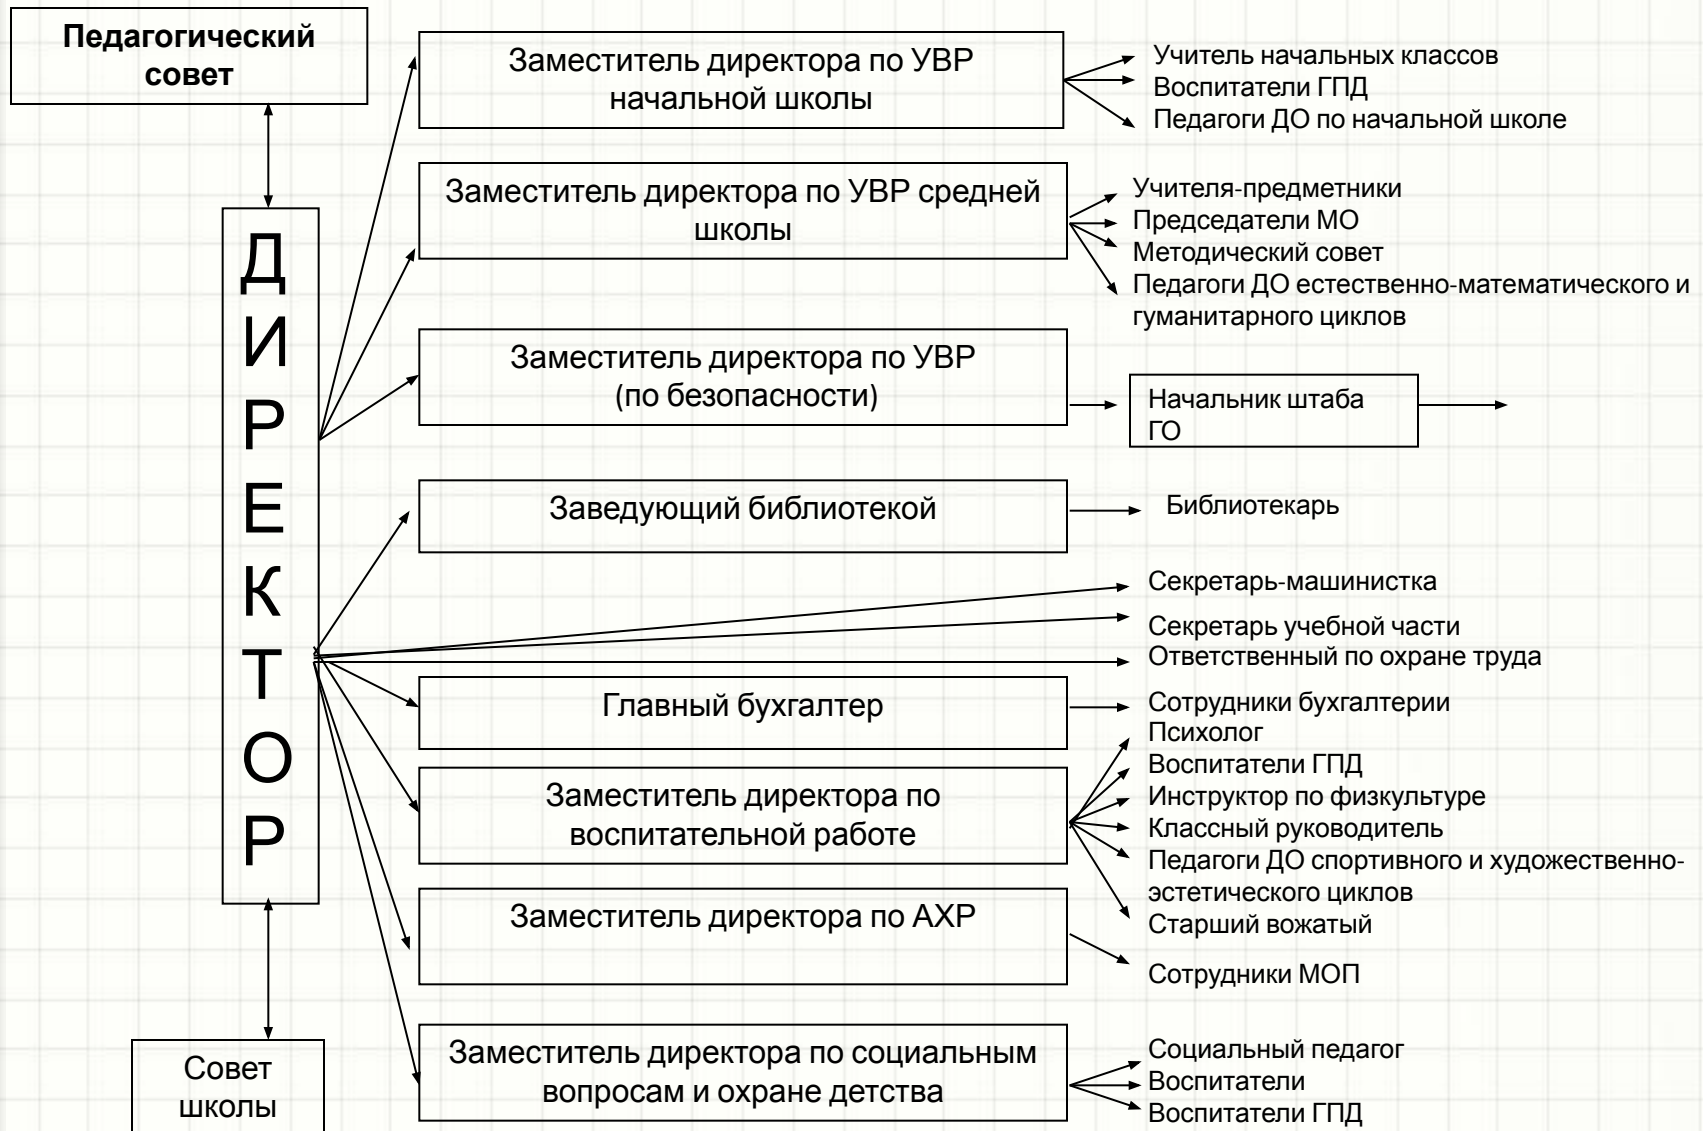 Педагогический
совет
Заместитель директора по УВР
начальной школы
Учитель начальных классов
Воспитатели ГПД
Педагоги ДО по начальной школе
Заместитель директора по УВР средней
школы
Учителя-предметники
Председатели МО
Методический совет
Педагоги ДО естественно-математического и
гуманитарного циклов
ДИРЕКТОР
Заместитель директора по УВР
(по безопасности)
Начальник штаба
ГО
Заведующий библиотекой
Библиотекарь
Секретарь-машинистка
Секретарь учебной части
Ответственный по охране труда
Главный бухгалтер
Сотрудники бухгалтерии
Заместитель директора по
воспитательной работе
Психолог
Воспитатели ГПД
Инструктор по физкультуре
Классный руководитель
Педагоги ДО спортивного и художественно-
эстетического циклов
Старший вожатый
Заместитель директора по АХР
Сотрудники МОП
Совет
школы
Заместитель директора по социальным
вопросам и охране детства
Социальный педагог
Воспитатели
Воспитатели ГПД